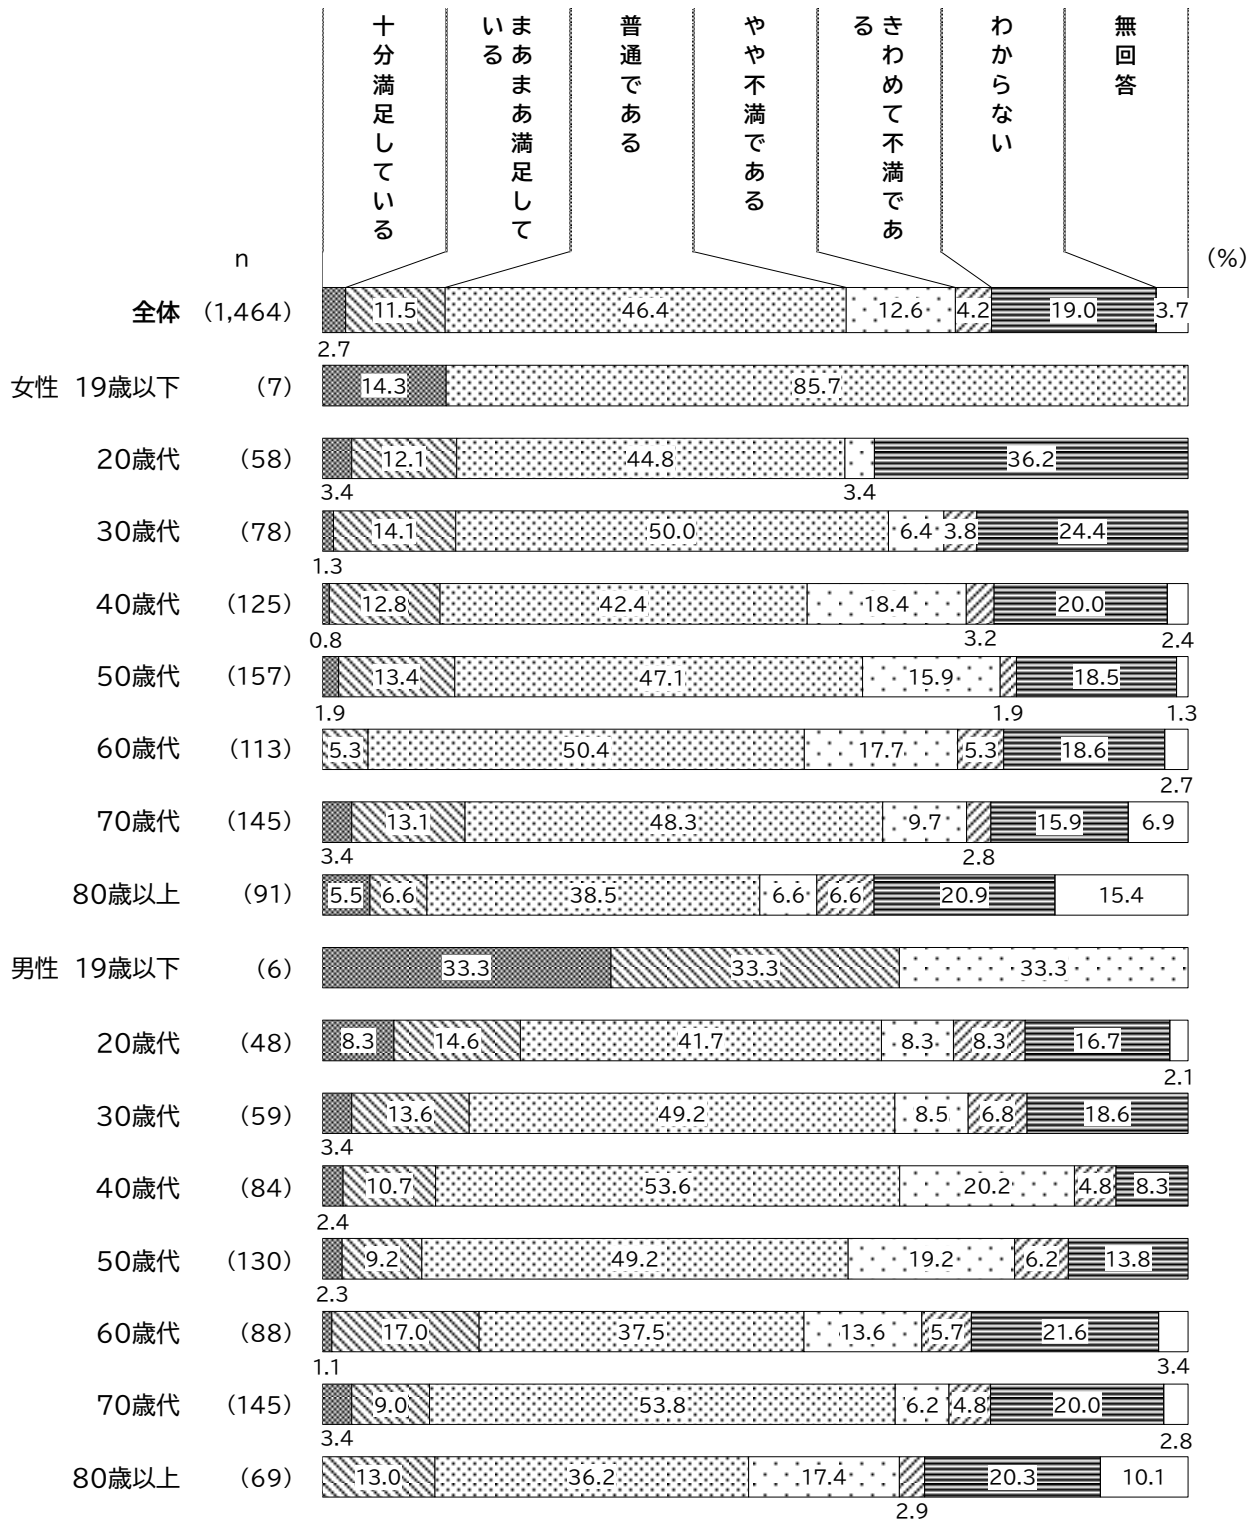 十分満足している
まあまあ満足して
いる
普通である
やや不満である
きわめて不満であ
る
わからない
無回答
n
(%)
全体 (1,464) 11.5 46.4 12.6 4.2 19.0 3.7
2.7
女性 19歳以下 (7) 14.3 85.7
20歳代 (58) 12.1 44.8 36.2
3.4 3.4
30歳代 (78) 14.1 50.0 6.4 3.8 24.4
1.3
40歳代 (125) 12.8 42.4 18.4 20.0
0.8 3.2 2.4
50歳代 (157) 13.4 47.1 15.9 18.5
1.9 1.9 1.3
60歳代 (113) 5.3 50.4 17.7 5.3 18.6
2.7
70歳代 (145) 13.1 48.3 9.7 15.9 6.9
3.4 2.8
80歳以上 (91) 5.5 6.6 38.5 6.6 6.6 20.9 15.4
男性 19歳以下 (6) 33.3 33.3 33.3
20歳代 (48) 8.3 14.6 41.7 8.3 8.3 16.7
2.1
30歳代 (59) 13.6 49.2 8.5 6.8 18.6
3.4
40歳代 (84) 10.7 53.6 20.2 4.8 8.3
2.4
50歳代 (130) 9.2 49.2 19.2 6.2 13.8
2.3
60歳代 (88) 17.0 37.5 13.6 5.7 21.6
1.1 3.4
70歳代 (145) 9.0 53.8 6.2 4.8 20.0
3.4 2.8
80歳以上 (69) 13.0 36.2 17.4 20.3 10.1
2.9